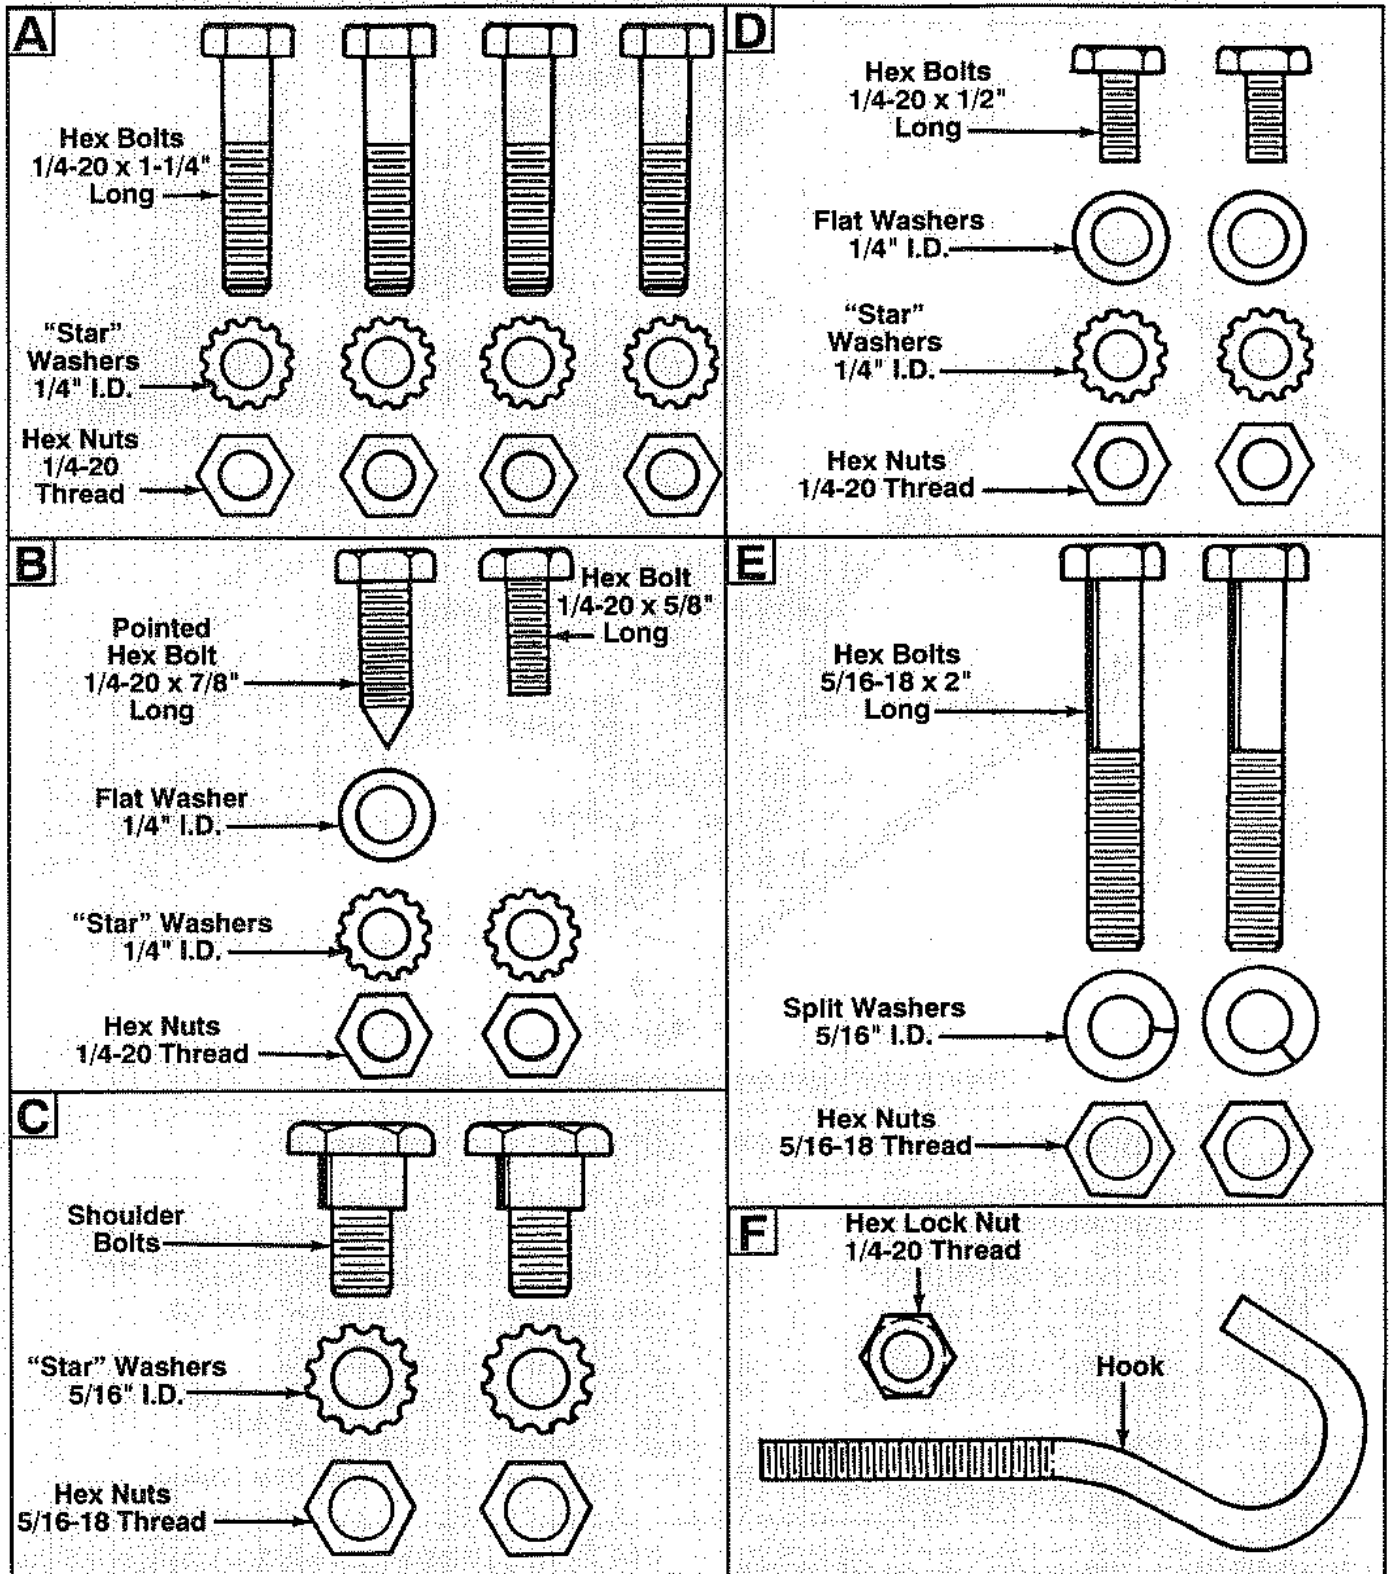 A
Hex Bolts
1/4-20 x 1-1/4"
Long
“Star”
Washers
1/4" I.D.
Hex Nuts
1/4-20
Thread
B
Pointed
Hex Bolt
1/4-20 x 7/8"
Long
Hex Bolt
1/4-20 x 5/8"
Long
Flat Washer
1/4" I.D.
“Star” Washers
1/4" I.D.
Hex Nuts
1/4-20 Thread
C
Shoulder
Bolts
“Star” Washers
5/16" I.D.
Hex Nuts
5/16-18 Thread
D
Hex Bolts
1/4-20 x 1/2"
Long
Flat Washers
1/4" I.D.
“Star”
Washers
1/4" I.D.
Hex Nuts
1/4-20 Thread
E
Hex Bolts
5/16-18 x 2"
Long
Split Washers
5/16" I.D.
Hex Nuts
5/16-18 Thread
F
Hex Lock Nut
1/4-20 Thread
Hook